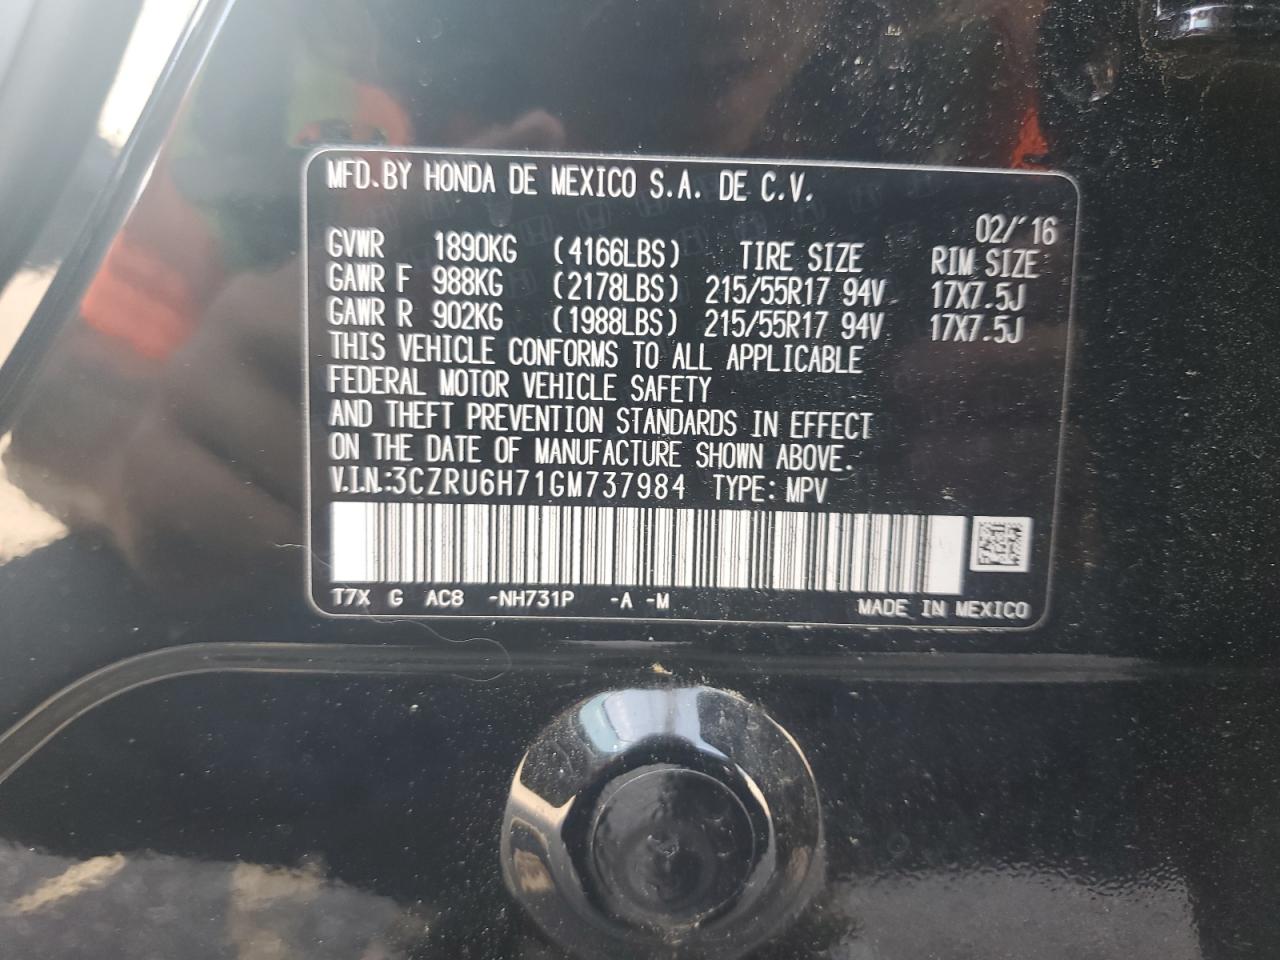 MFD.BY HONDA DE MEXICO S.A. DE C.V.
02/'16
GVWR 1890KG (4166LBS) TIRE SIZE RIM SIZE
GAWR F 988KG (2178LBS) 215/55R17 94V 17X7.5J
GAWR R 902KG (1988LBS) 215/55R17 94V 17X7.5J
THIS VEHICLE CONFORMS TO ALL APPLICABLE
FEDERAL MOTOR VEHICLE SAFETY
AND THEFT PREVENTION STANDARDS IN EFFECT
ON THE DATE OF MANUFACTURE SHOWN ABOVE.
V.I.N.:3CZRU6H71GM737984 TYPE: MPV
T7X G AC8 -NH731P -A -M MADE IN MEXICO